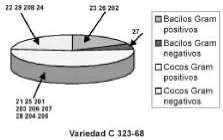 22 29 208 24
23 26 202
27
21 25 201
203 206 207
28 204 205
Bacilos Gram
positivos
Bacilos Gram
negativos
Cocos Gram
positivos
Cocos Gram
negativos
Variedad C 323-68